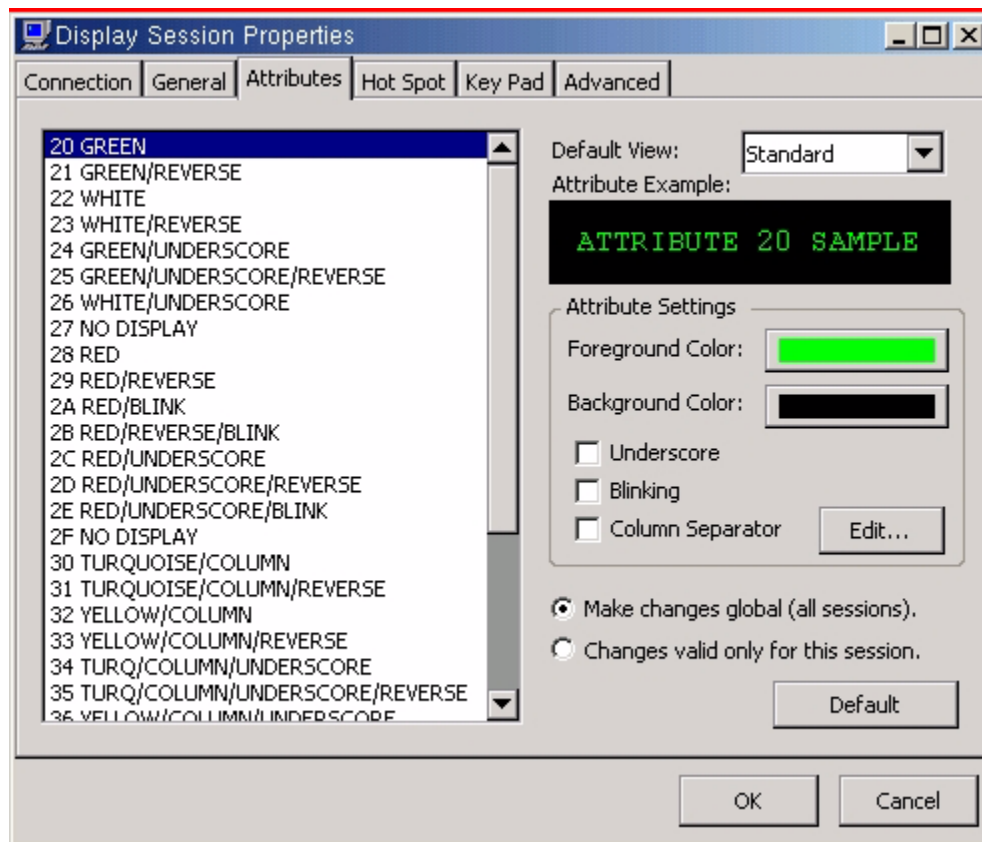 Display Session Properties
Connection General Attributes Hot Spot Key Pad Advanced
20 GREEN
21 GREEN/REVERSE
22 WHITE
23 WHITE/REVERSE
24 GREEN/UNDERSCORE
25 GREEN/UNDERSCORE/REVERSE
26 WHITE/UNDERSCORE
27 NO DISPLAY
28 RED
29 RED/REVERSE
2A RED/BLINK
2B RED/REVERSE/BLINK
2C RED/UNDERSCORE
2D RED/UNDERSCORE/REVERSE
2E RED/UNDERSCORE/BLINK
2F NO DISPLAY
30 TURQUOISE/COLUMN
31 TURQUOISE/COLUMN/REVERSE
32 YELLOW/COLUMN
33 YELLOW/COLUMN/REVERSE
34 TURQ/COLUMN/UNDERSCORE
35 TURQ/COLUMN/UNDERSCORE/REVERSE
36 YELLOW/COLUMN/UNDERSCORE
Default View: Standard
Attribute Example:
ATTRIBUTE 20 SAMPLE
Attribute Settings
Foreground Color:
Background Color:
Underscore
Blinking
Column Separator
Edit...
Make changes global (all sessions).
Changes valid only for this session.
Default
OK Cancel